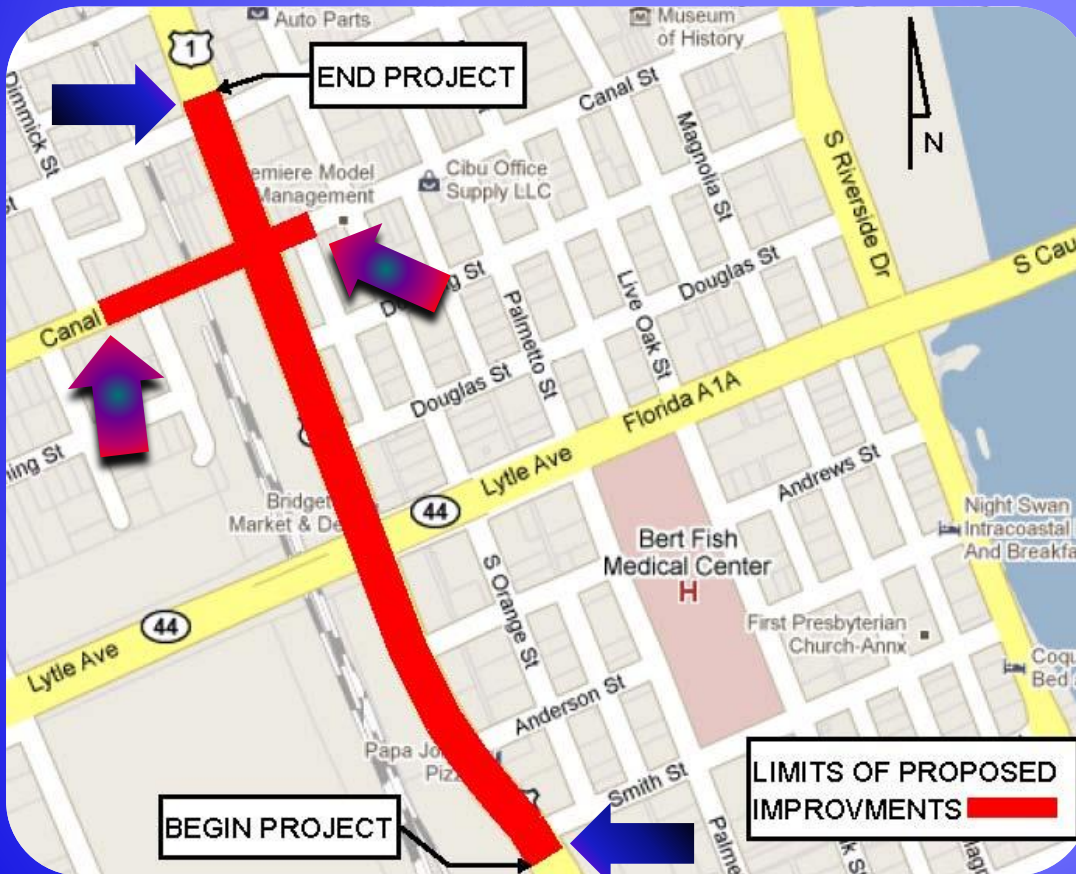 Auto Parts
Museum
of History
1
END PROJECT
Dimmick St
Canal St
Magnolia St
S Riverside Dr
N
emiere Model
Management
Cibu Office
Supply LLC
S Cau
Douglas St
Live Oak St
Palmetto St
Canal
Douglas St
Florida A1A
Lytle Ave
44
ning St
Bridget
Market & De
Andrews St
Night Swan
Intracoastal
And Breakfa
Bert Fish
Medical Center
H
S Orange St
44
Lytle Ave
First Presbyterian
Church-Annx
Coqu
Bed
Anderson St
Papa Jo
Pizz
Smith St
LIMITS OF PROPOSED
IMPROVMENTS
BEGIN PROJECT
Palme
k St